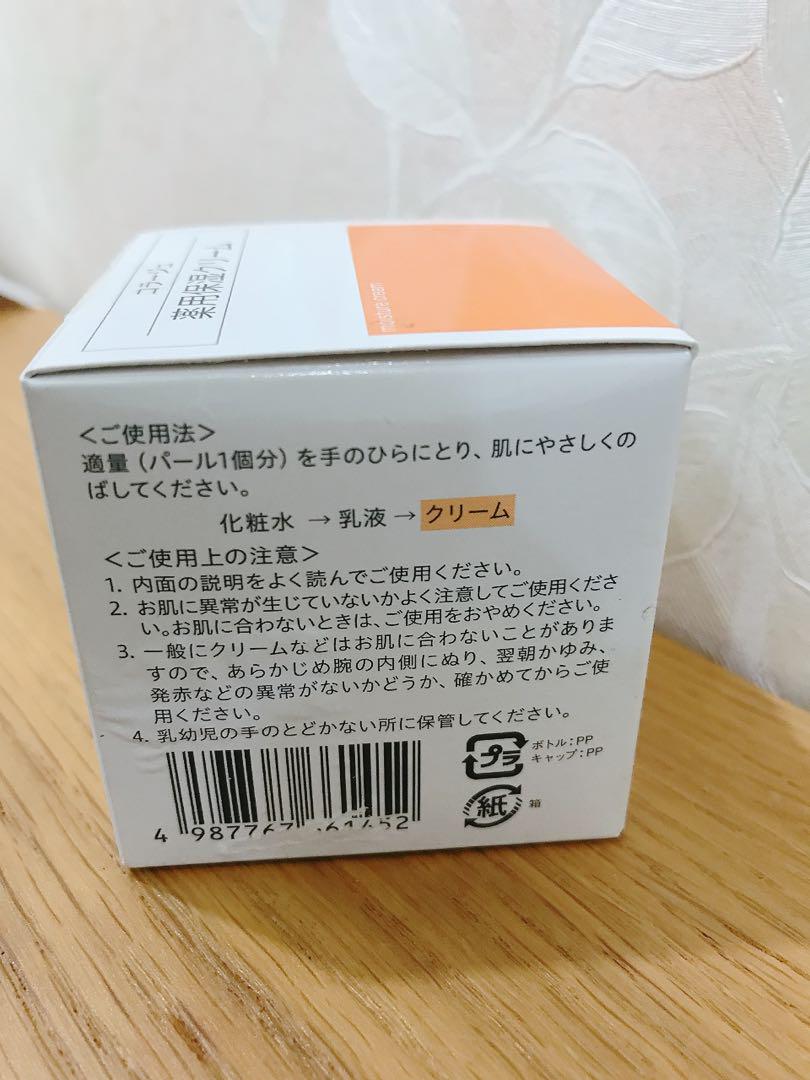 コラージュ
薬用保湿クリーム
moisture cream
<ご使用法>
適量（パール1個分）を手のひらにとり、肌にやさしくの
ばしてください。
化粧水 → 乳液 → クリーム
<ご使用上の注意>
1. 内面の説明をよく読んでご使用ください。
2. お肌に異常が生じていないかよく注意してご使用くださ
い。お肌に合わないときは、ご使用をおやめください。
3. 一般にクリームなどはお肌に合わないことがありま
すので、あらかじめ腕の内側にぬり、翌朝かゆみ、
発赤などの異常がないかどうか、確かめてからご使
用ください。
4. 乳幼児の手のとどかない所に保管してください。
プラ ボトル：PP
キャップ：PP
紙 箱
4 987767